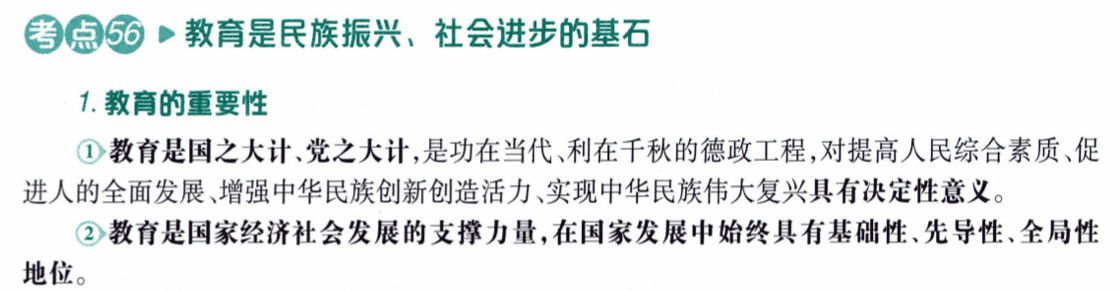 考点56 ▶ 教育是民族振兴、社会进步的基石
1. 教育的重要性
①教育是国之大计、党之大计,是功在当代、利在千秋的德政工程,对提高人民综合素质、促
进人的全面发展、增强中华民族创新创造活力、实现中华民族伟大复兴具有决定性意义。
②教育是国家经济社会发展的支撑力量,在国家发展中始终具有基础性、先导性、全局性
地位。